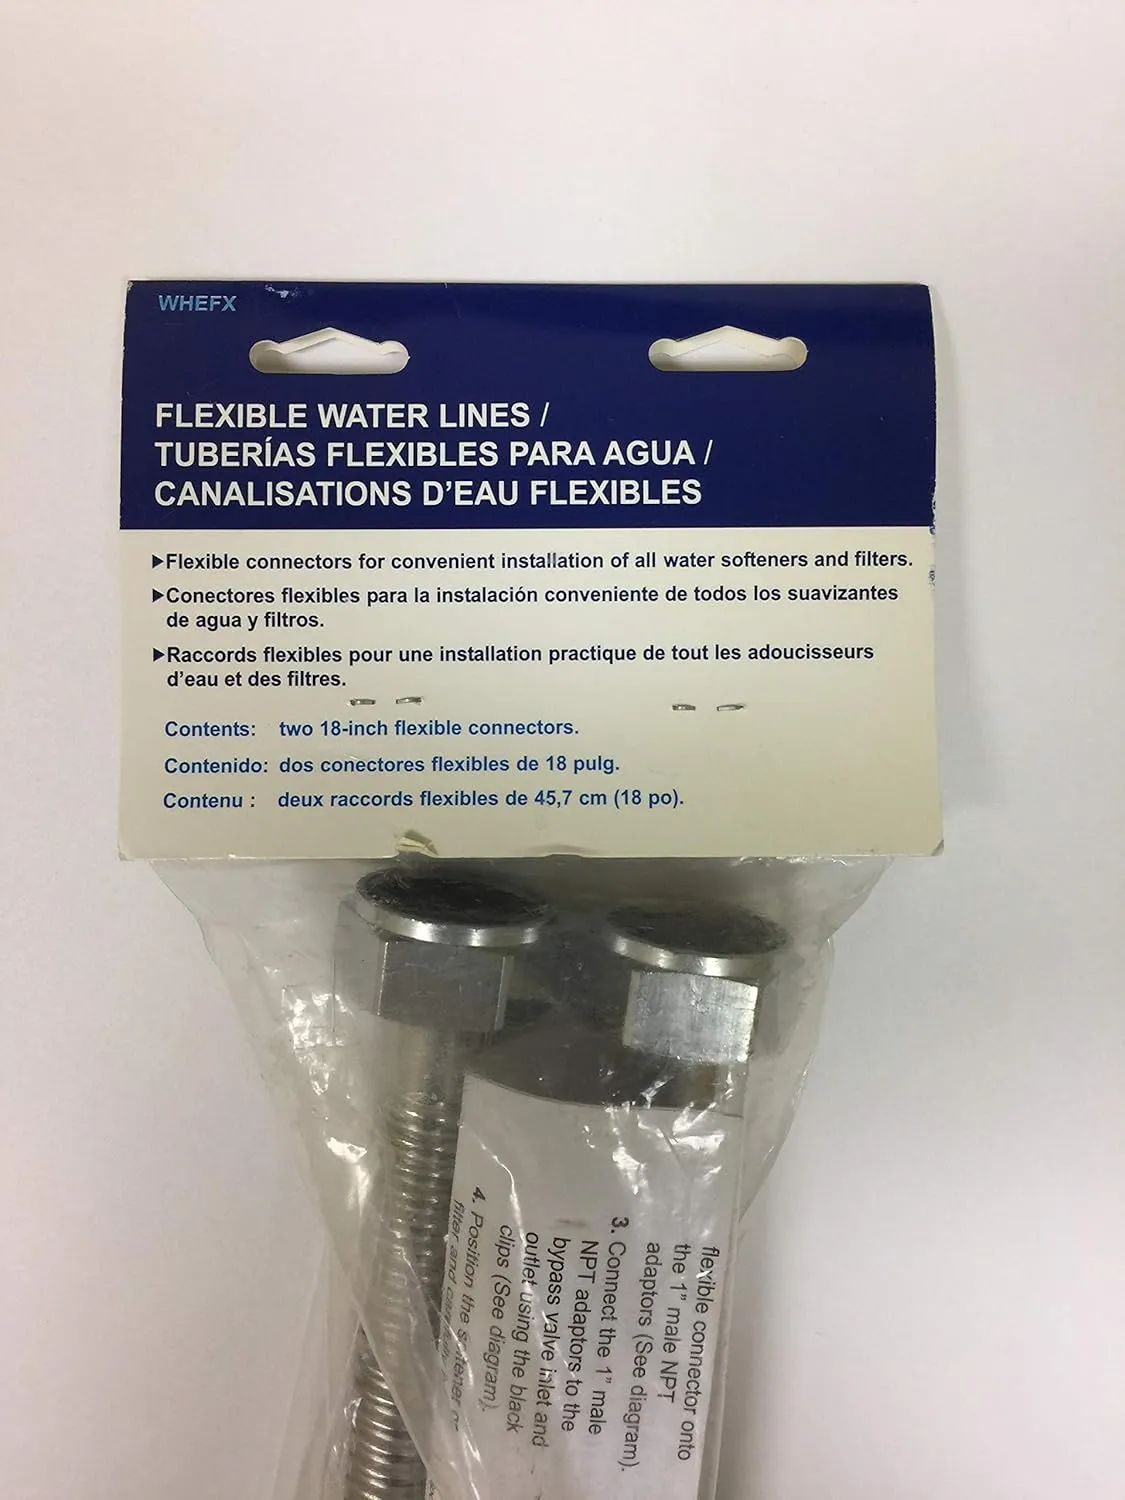 WHEFX
FLEXIBLE WATER LINES /
TUBERÍAS FLEXIBLES PARA AGUA /
CANALISATIONS D'EAU FLEXIBLES
►Flexible connectors for convenient installation of all water softeners and filters.
►Conectores flexibles para la instalación conveniente de todos los suavizantes
de agua y filtros.
►Raccords flexibles pour une installation practique de tout les adoucisseurs
d'eau et des filtres.
Contents: two 18-inch flexible connectors.
Contenido: dos conectores flexibles de 18 pulg.
Contenu : deux raccords flexibles de 45,7 cm (18 po).
flexible connector onto
the 1" male NPT
adaptors (See diagram).
3. Connect the 1" male
NPT adaptors to the
bypass valve inlet and
outlet using the black
clips (See diagram).
4. Position the softener or
filter and